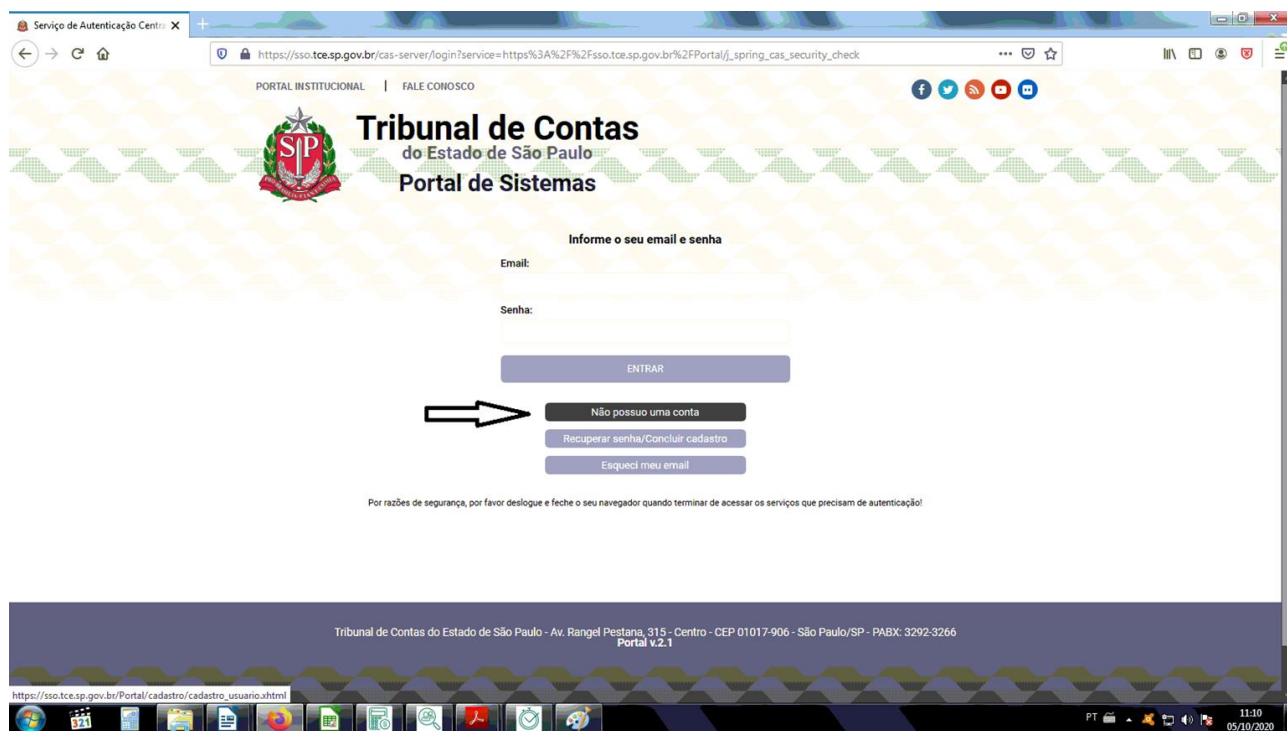 Serviço de Autenticação Centr
https://sso.tce.sp.gov.br/cas-server/login?service=https%3A%2F%2Fsso.tce.sp.gov.br%2FPortal/j_spring_cas_security_check
PORTAL INSTITUCIONAL | FALE CONOSCO
SP
Tribunal de Contas
do Estado de São Paulo
Portal de Sistemas
Informe o seu email e senha
Email:
Senha:
ENTRAR
Não possuo uma conta
Recuperar senha/Concluir cadastro
Esqueci meu email
Por razões de segurança, por favor deslogue e feche o seu navegador quando terminar de acessar os serviços que precisam de autenticação!
Tribunal de Contas do Estado de São Paulo - Av. Rangel Pestana, 315 - Centro - CEP 01017-906 - São Paulo/SP - PABX: 3292-3266
Portal v.2.1
https://sso.tce.sp.gov.br/Portal/cadastro/cadastro_usuario.xhtml
321
PT
11:10
05/10/2020